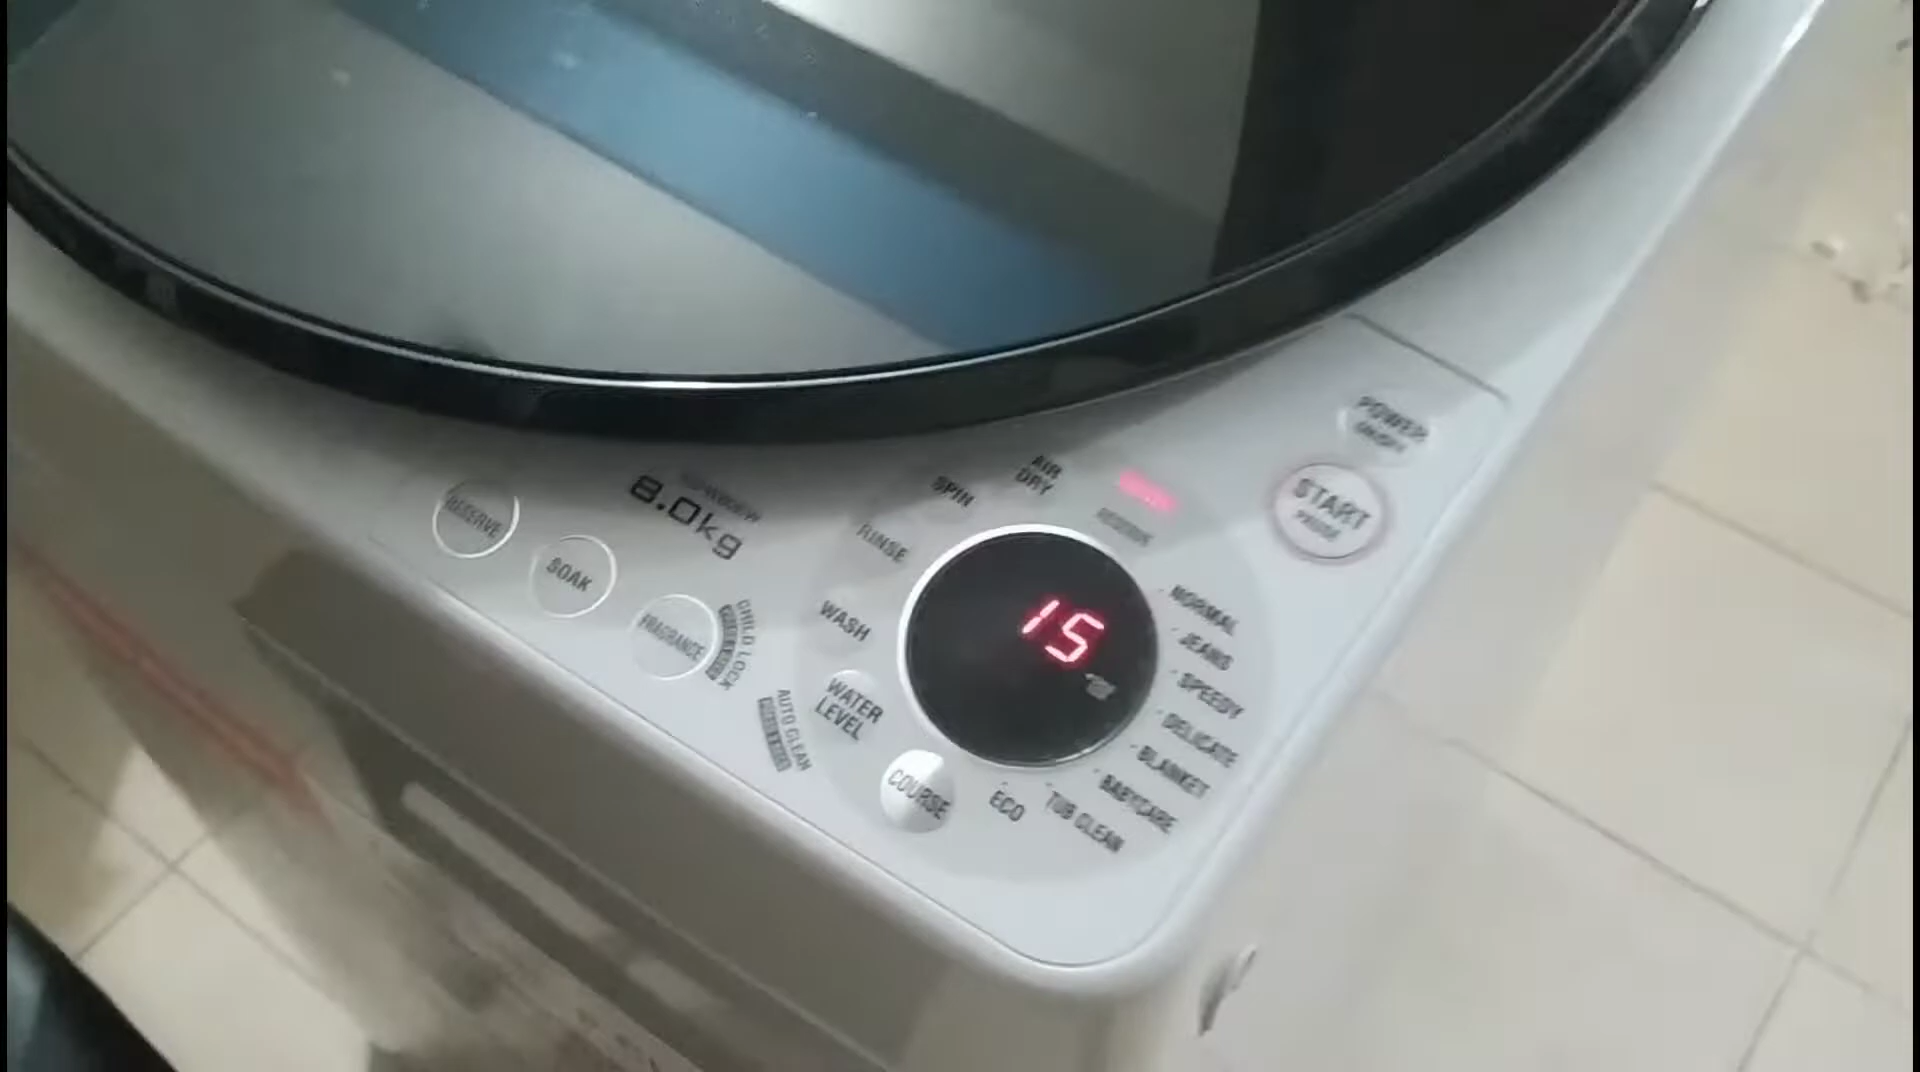 POWER
START
PAUSE
AIR
DRY
SPIN
RINSE
WASH
WATER
LEVEL
COURSE
RESERVE
8.0kg
RESERVE
SOAK
FRAGRANCE
CHILD LOCK
AUTO CLEAN
15
NORMAL
JEANS
SPEEDY
DELICATE
BLANKET
BABYCARE
TUB CLEAN
ECO